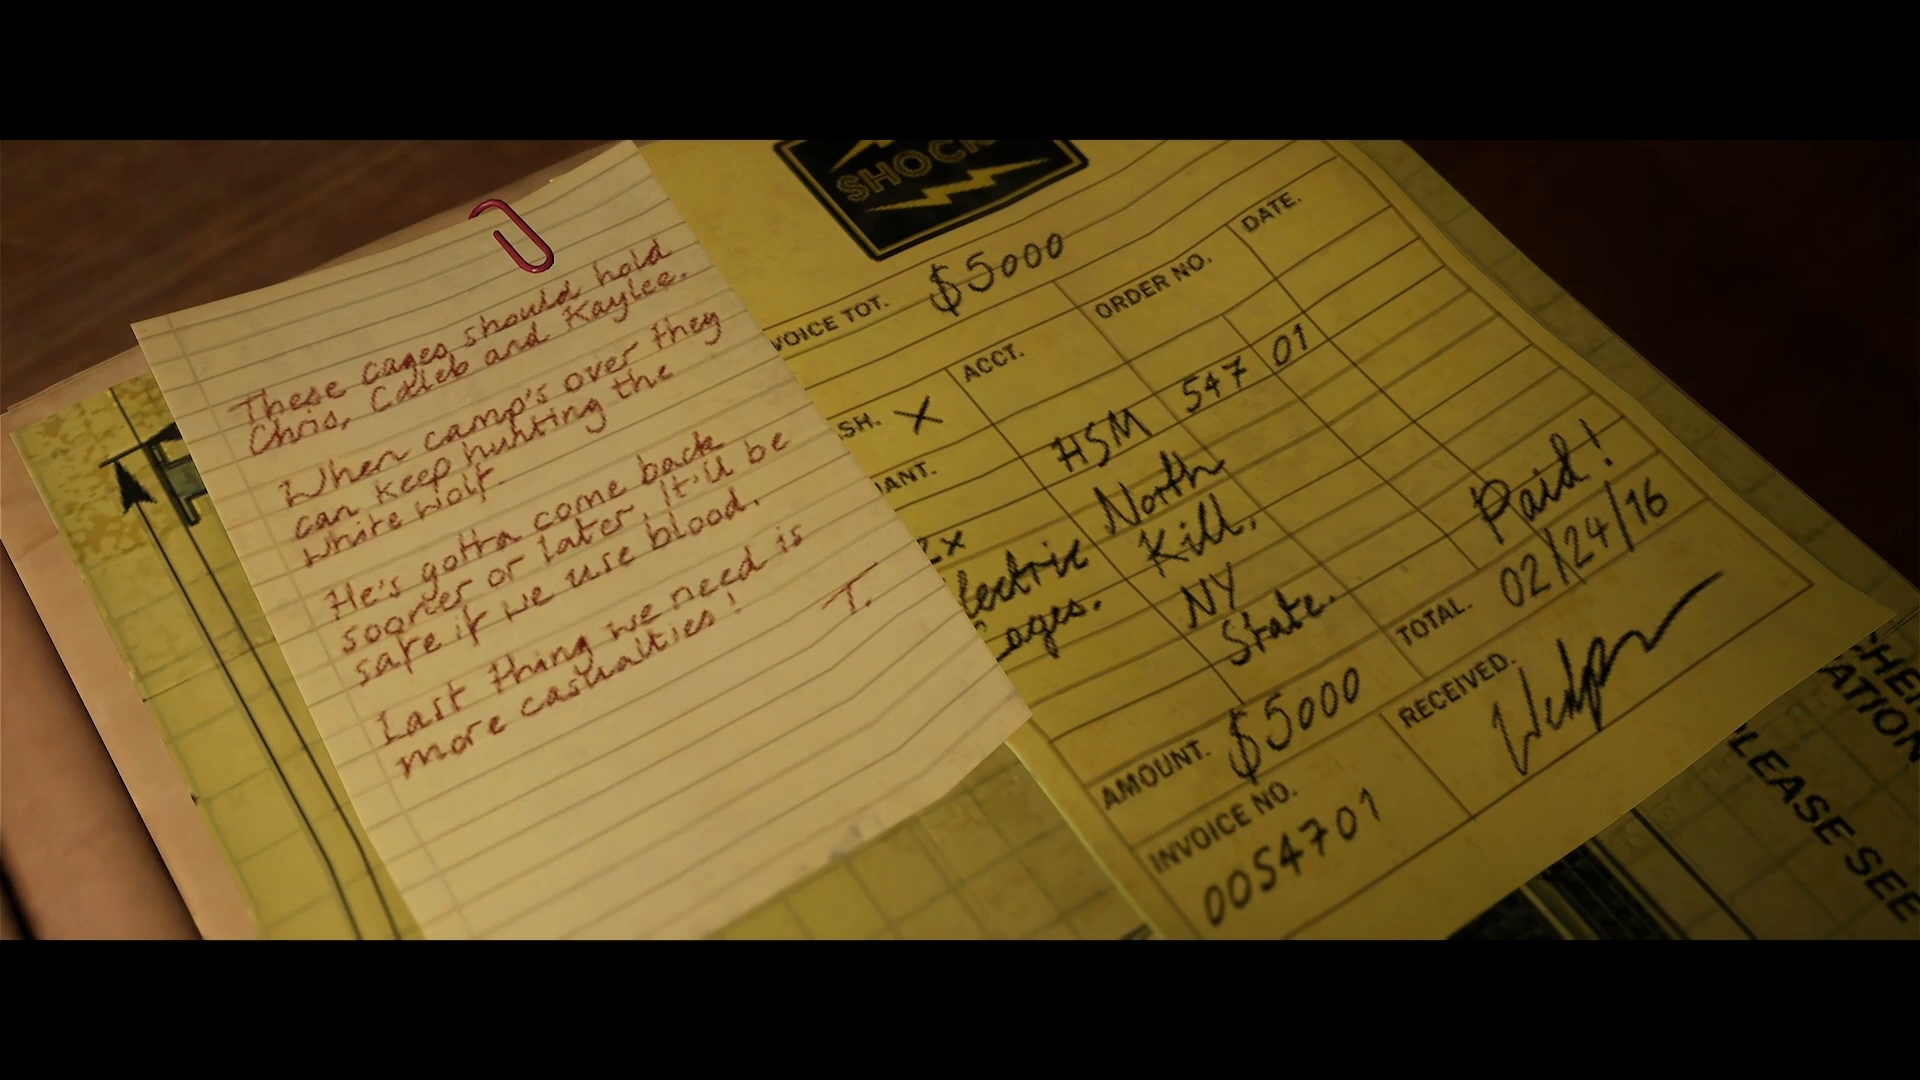 These cages should hold
Chris, Caleb and Kaylee.
When camp's over they
can keep hunting the
White Wolf.
He's gotta come back
sooner or later, it'll be
safe if we use blood.
Last thing we need is
more casualties!
T.
SHOCK
VOICE TOT. $5000
SH. X
ACCT.
ORDER NO.
DATE.
HSM 547 01
ANT.
2x
lectric
ages.
North
Kill,
NY
State.
Paid!
TOTAL. 02/24/16
AMOUNT. $5000
RECEIVED.
INVOICE NO.
0054701
CHEN
ATION
LEASE SEE